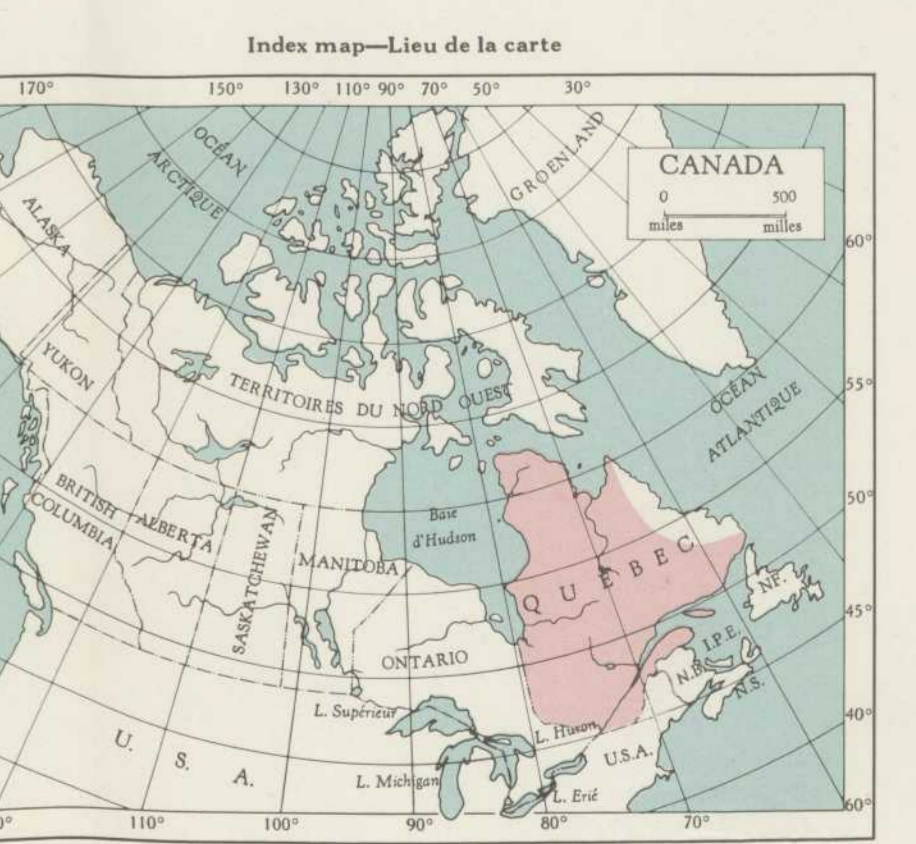 Index map—Lieu de la carte
170° 150° 130° 110° 90° 70° 50° 30°
OCÉAN
ARCTIQUE
GROENLAND
CANADA
0 500
miles milles
ALASKA
60°
YUKON
TERRITOIRES DU NORD OUEST
OCÉAN
ATLANTIQUE
55°
BRITISH
COLUMBIA
ALBERTA
SASKATCHEWAN
MANITOBA
Baie
d'Hudson
50°
QUÉBEC
NF.
45°
ONTARIO
I.P.E.
N.B.
N.S.
L. Supérieur
L. Huron
40°
U.S.A.
U. S. A.
L. Michigan
L. Erié
60°
0° 110° 100° 90° 80° 70°